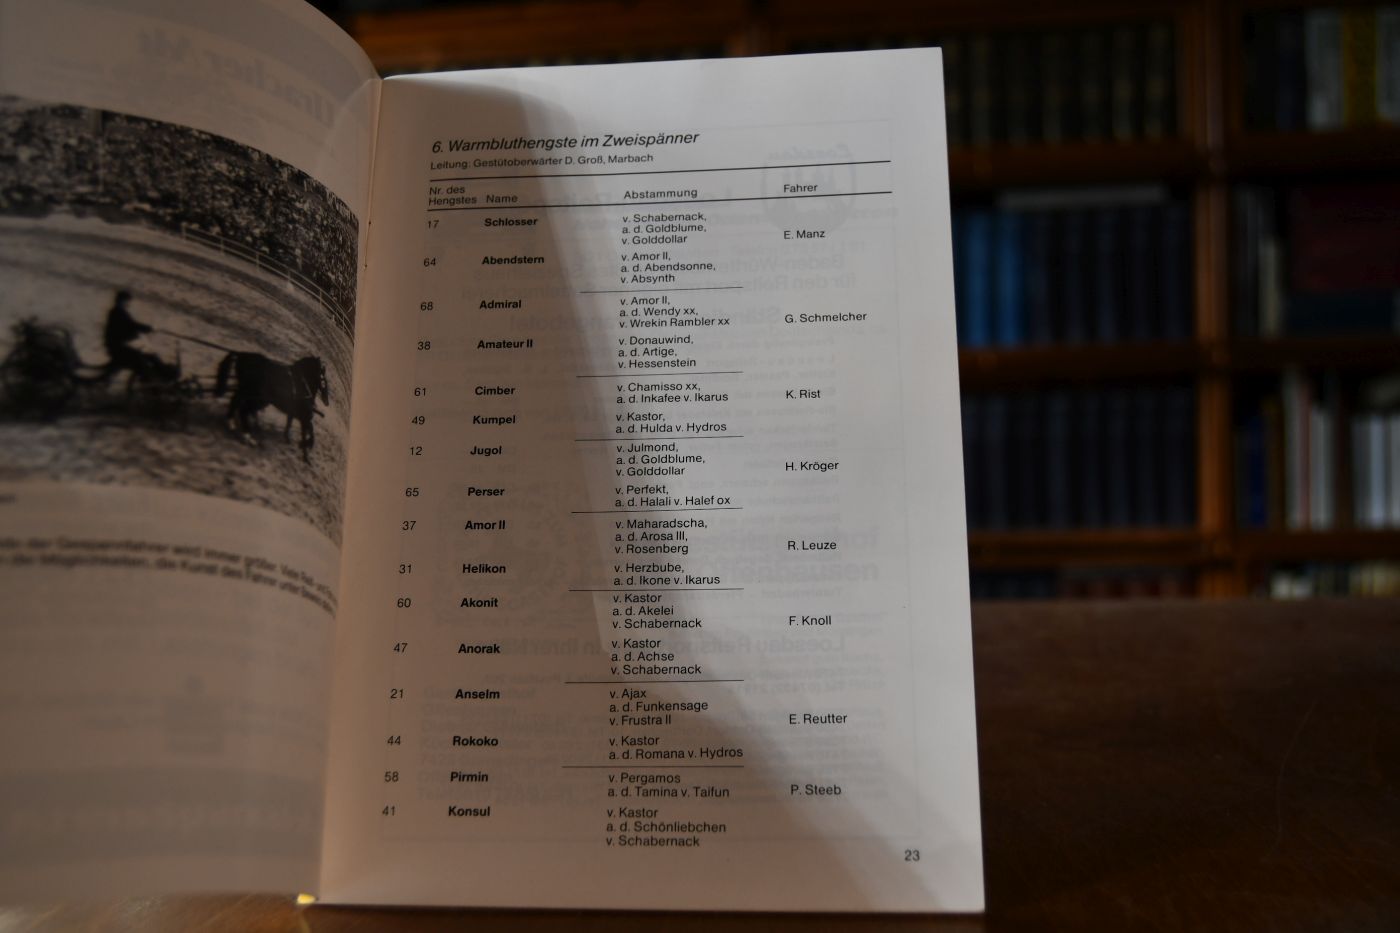 6. Warmbluthengste im Zweispänner
Leitung: Gestütoberwärter D. Groß, Marbach
Nr. des
Hengstes Name Abstammung Fahrer
17 Schlosser v. Schabernack,
a. d. Goldblume,
v. Golddollar E. Manz
64 Abendstern v. Amor II,
a. d. Abendsonne,
v. Absynth
68 Admiral v. Amor II,
a. d. Wendy xx,
v. Wrekin Rambler xx G. Schmelcher
38 Amateur II v. Donauwind,
a. d. Artige,
v. Hessenstein
61 Cimber v. Chamisso xx,
a. d. Inkafee v. Ikarus K. Rist
49 Kumpel v. Kastor,
a. d. Hulda v. Hydros
12 Jugol v. Julmond,
a. d. Goldblume,
v. Golddollar H. Kröger
65 Perser v. Perfekt,
a. d. Halali v. Halef ox
37 Amor II v. Maharadscha,
a. d. Arosa III,
v. Rosenberg R. Leuze
31 Helikon v. Herzbube,
a. d. Ikone v. Ikarus
60 Akonit v. Kastor
a. d. Akelei
v. Schabernack F. Knoll
47 Anorak v. Kastor
a. d. Achse
v. Schabernack
21 Anselm v. Ajax
a. d. Funkensage
v. Frustra II E. Reutter
44 Rokoko v. Kastor
a. d. Romana v. Hydros
58 Pirmin v. Pergamos
a. d. Tamina v. Taifun P. Steeb
41 Konsul v. Kastor
a. d. Schönliebchen
v. Schabernack
23